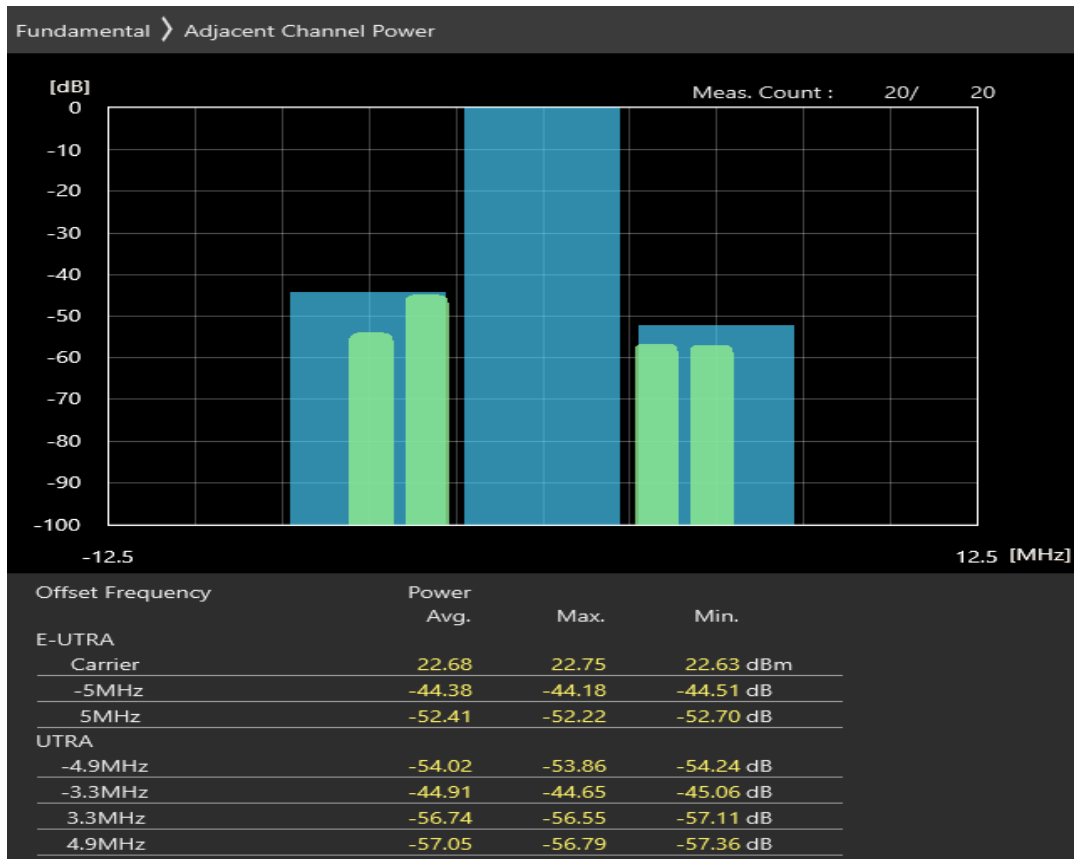 Fundamental ❯ Adjacent Channel Power
[dB]
Meas. Count : 20/ 20
0
-10
-20
-30
-40
-50
-60
-70
-80
-90
-100
-12.5 12.5 [MHz]
Offset Frequency Power
Avg. Max. Min.
E-UTRA
Carrier 22.68 22.75 22.63 dBm
-5MHz -44.38 -44.18 -44.51 dB
5MHz -52.41 -52.22 -52.70 dB
UTRA
-4.9MHz -54.02 -53.86 -54.24 dB
-3.3MHz -44.91 -44.65 -45.06 dB
3.3MHz -56.74 -56.55 -57.11 dB
4.9MHz -57.05 -56.79 -57.36 dB